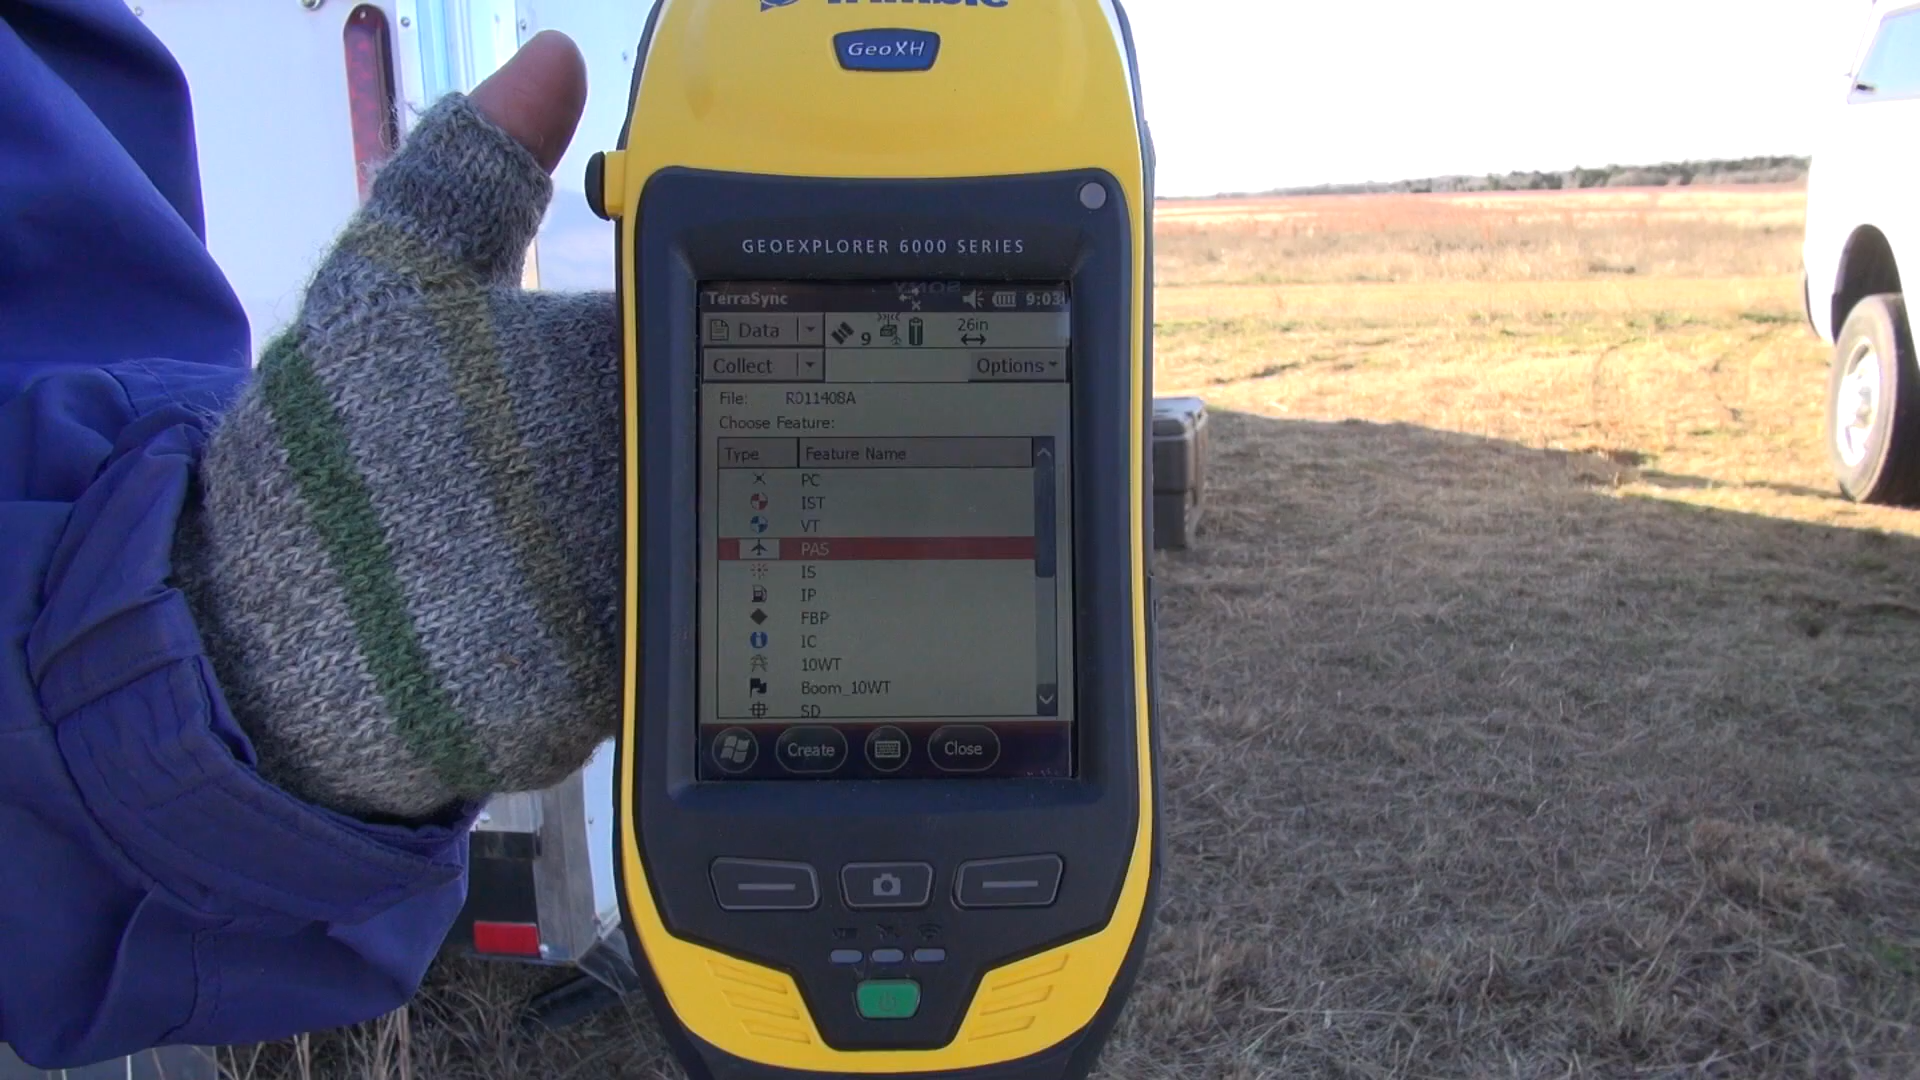 Trimble
GeoXH
GEOEXPLORER 6000 SERIES
TerraSync 9:03
Data 9 26in
Collect Options
File: R011408A
Choose Feature:
Type Feature Name
PC
IST
VT
PAS
IS
IP
FBP
IC
10WT
Boom_10WT
SD
Create Close